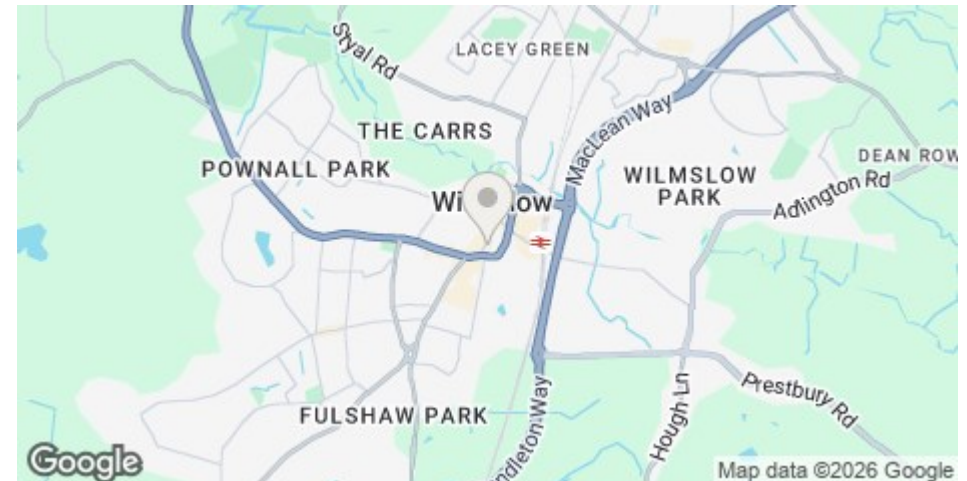 Styal Rd
LACEY GREEN
MacLean Way
THE CARRS
DEAN ROW
POWNALL PARK
WILMSLOW
PARK
Adlington Rd
Prestbury Rd
Hough Ln
FULSHAW PARK
Google
Map data ©2026 Google